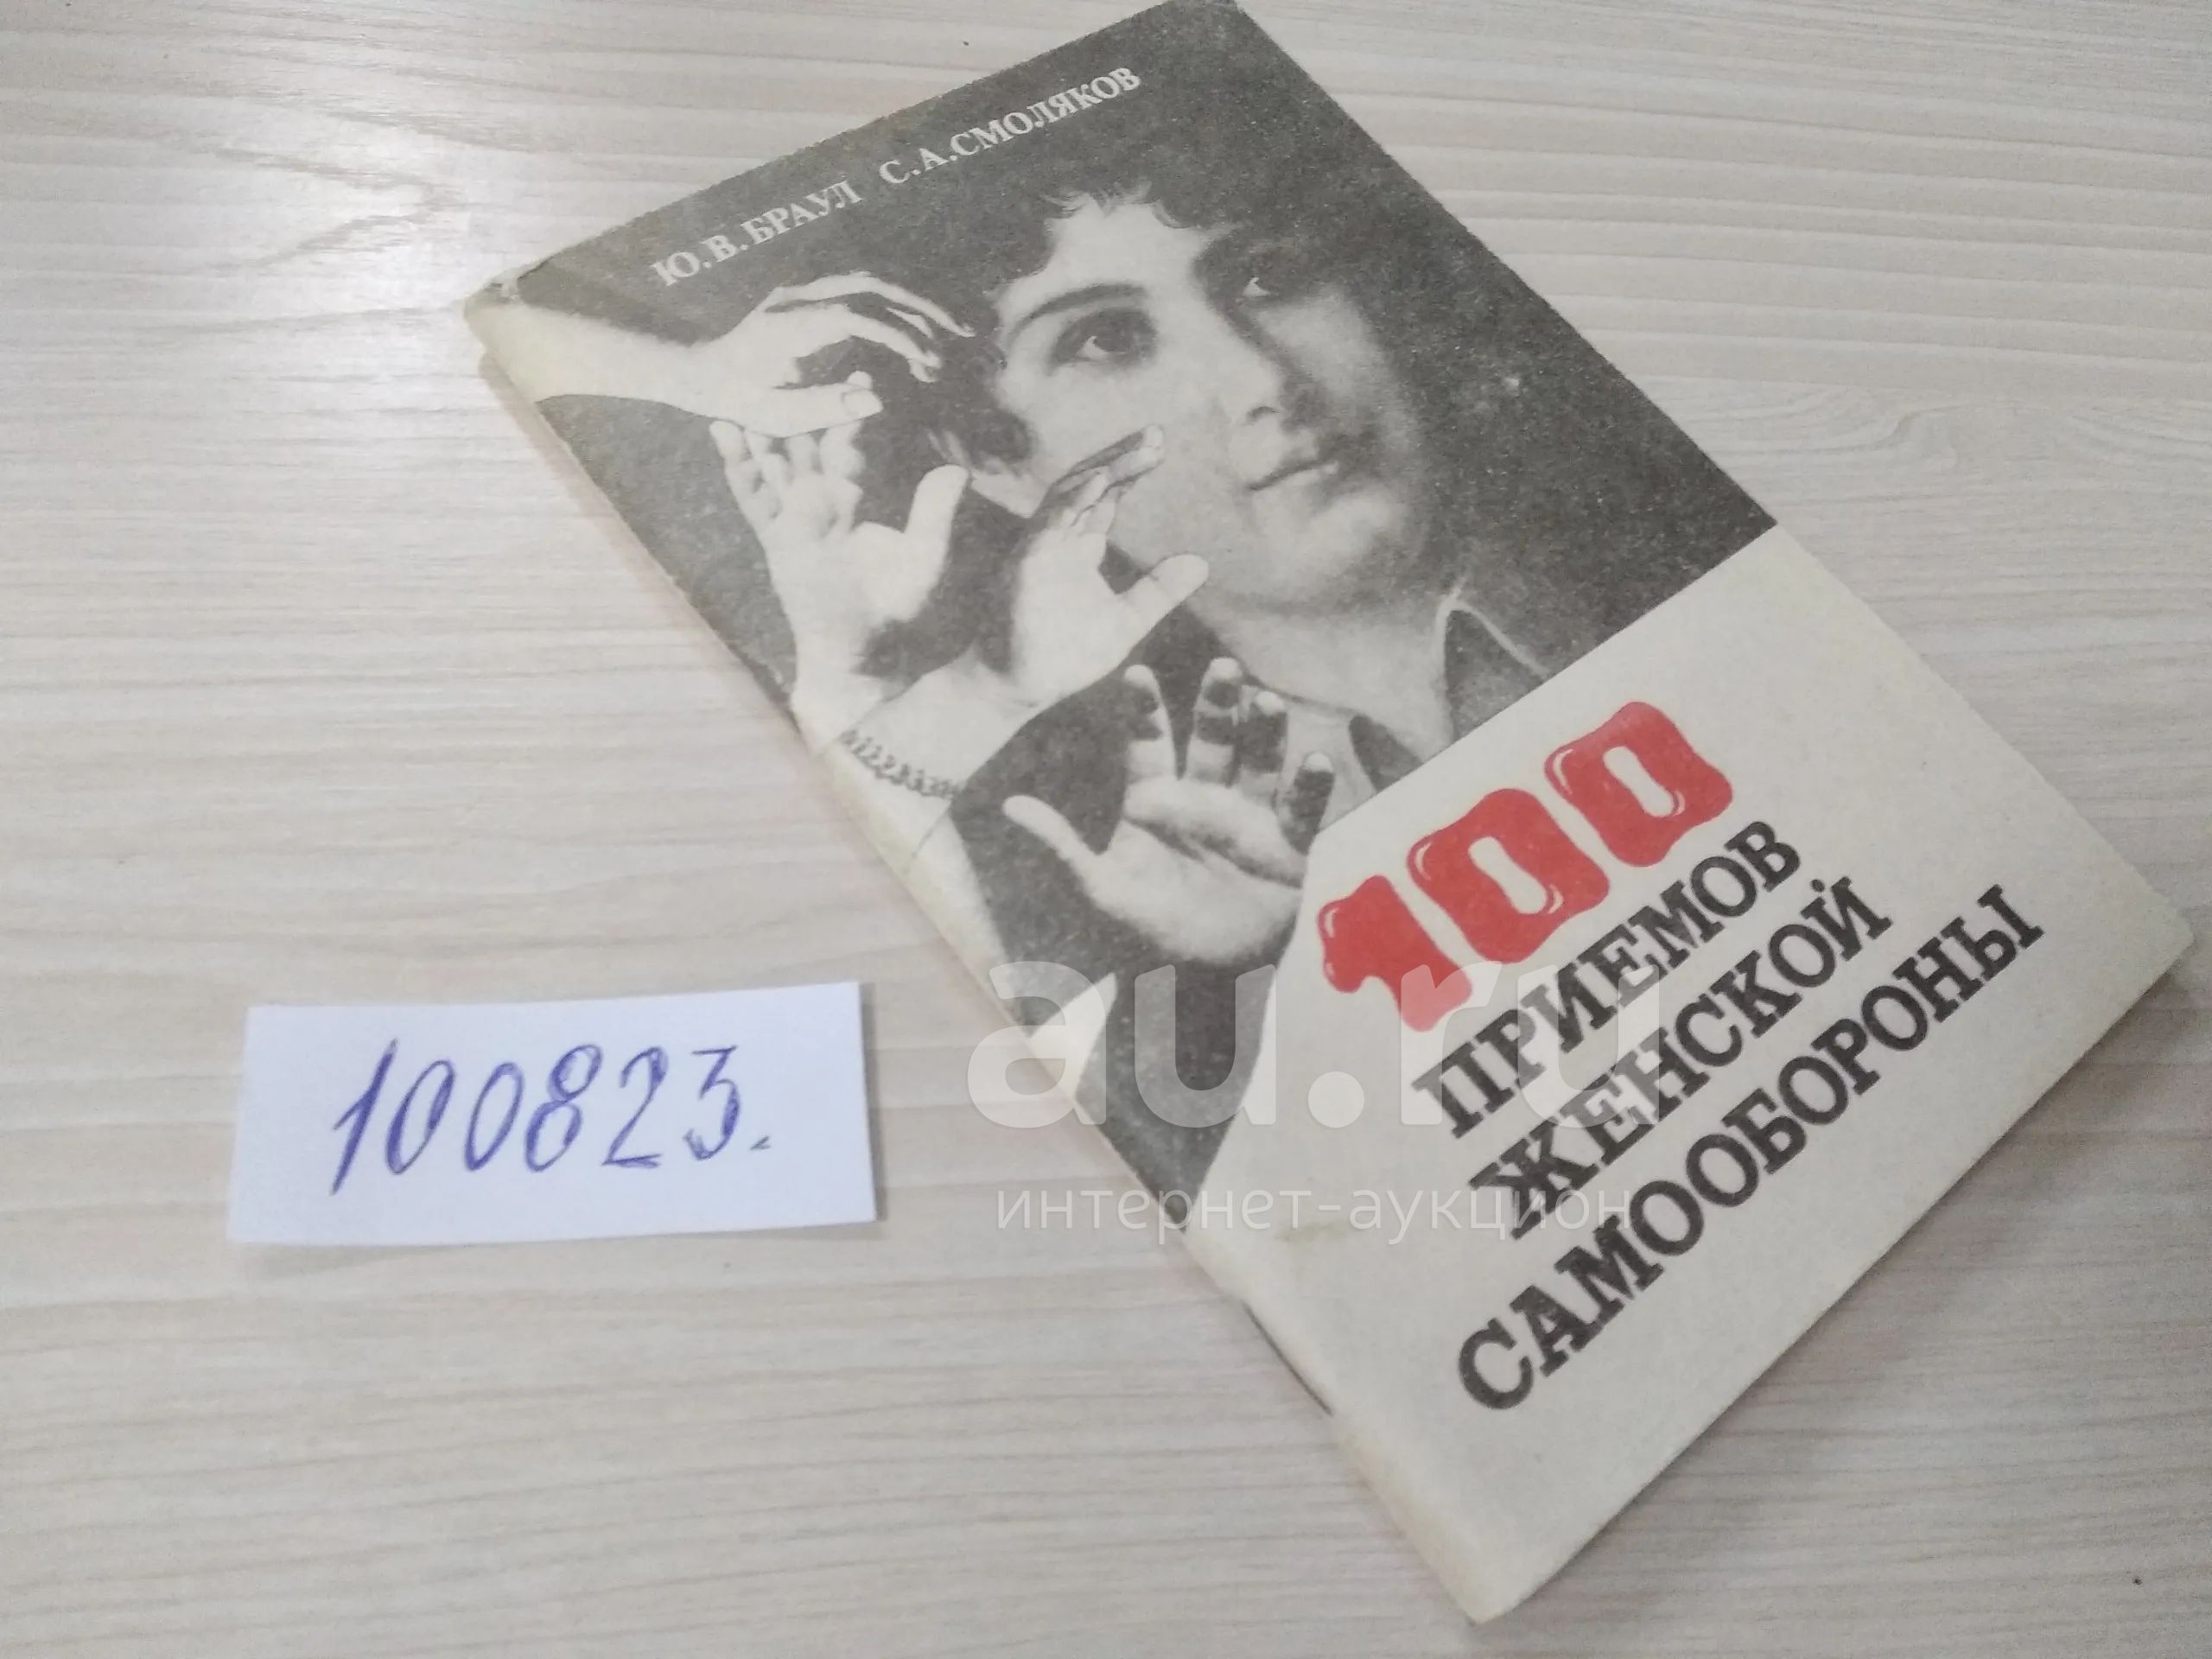 Ю.В.БРАУЛ С.А.СМОЛЯКОВ
100
ПРИЕМОВ
ЖЕНСКОЙ
САМООБОРОНЫ
100823.
au.ru
интернет-аукцион